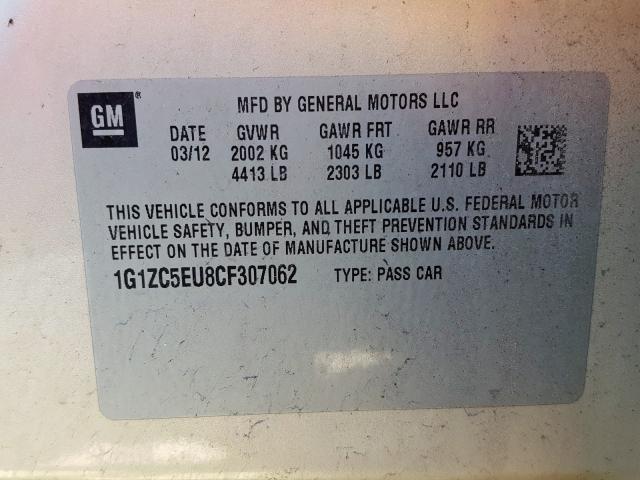 GM®
MFD BY GENERAL MOTORS LLC
DATE GVWR GAWR FRT GAWR RR
03/12 2002 KG 1045 KG 957 KG
4413 LB 2303 LB 2110 LB
THIS VEHICLE CONFORMS TO ALL APPLICABLE U.S. FEDERAL MOTOR
VEHICLE SAFETY, BUMPER, AND THEFT PREVENTION STANDARDS IN
EFFECT ON THE DATE OF MANUFACTURE SHOWN ABOVE.
1G1ZC5EU8CF307062 TYPE: PASS CAR